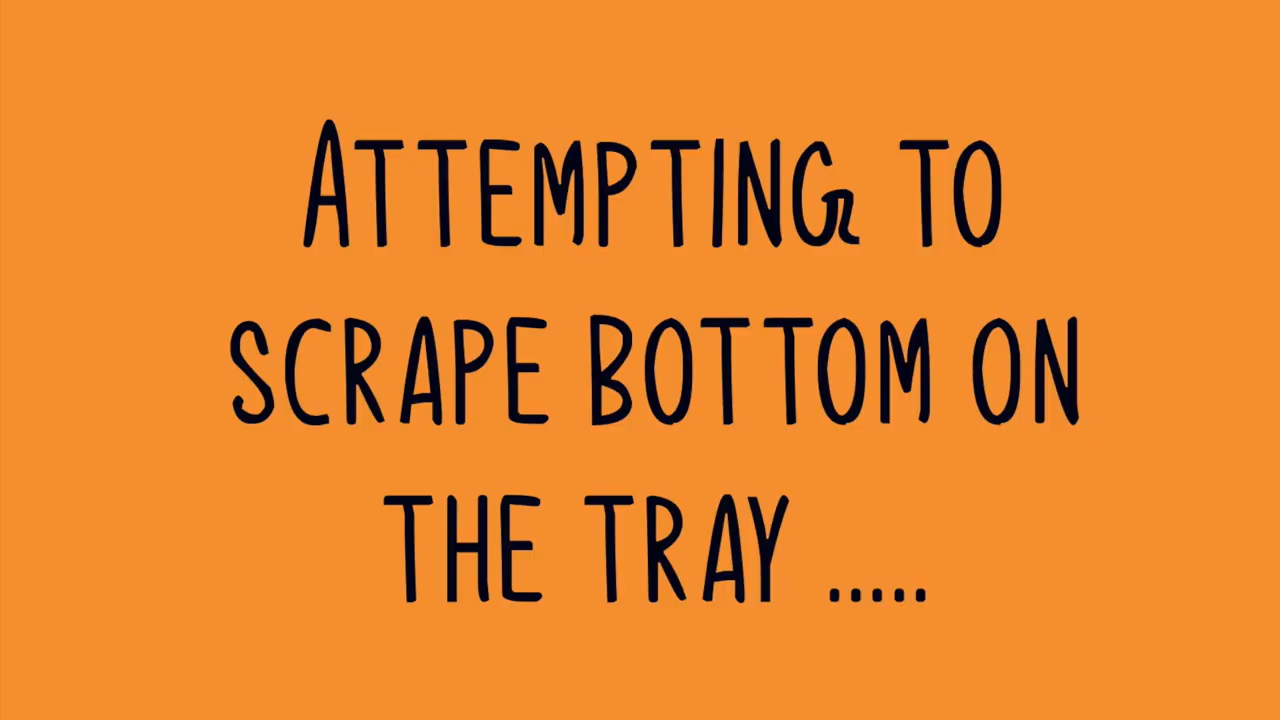 ATTEMPTING TO
SCRAPE BOTTOM ON
THE TRAY .....